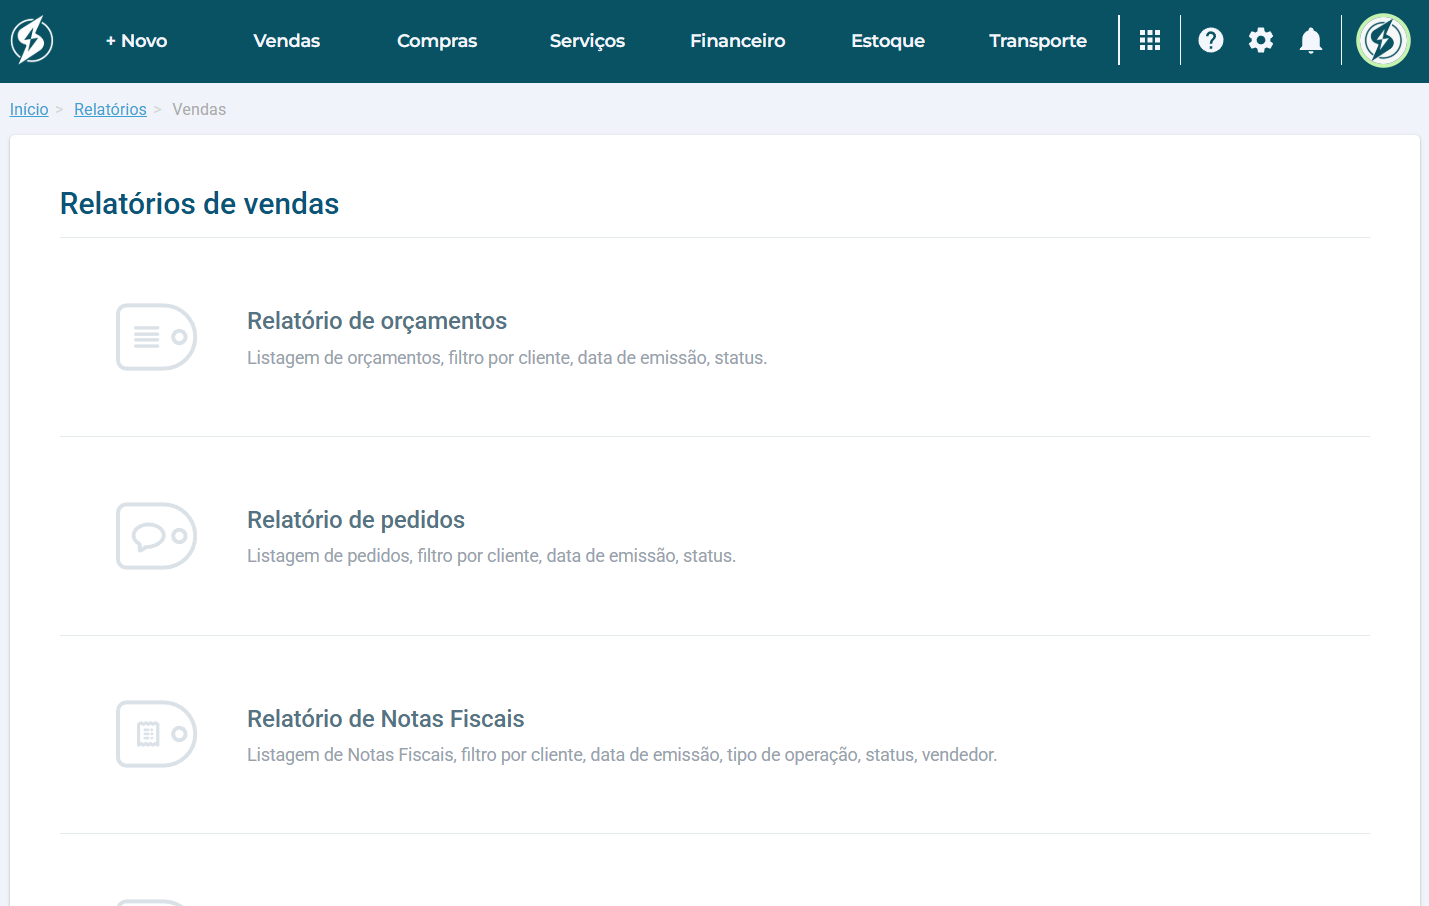 + Novo
Vendas
Compras
Serviços
Financeiro
Estoque
Transporte
Início > Relatórios > Vendas
Relatórios de vendas
Relatório de orçamentos
Listagem de orçamentos, filtro por cliente, data de emissão, status.
Relatório de pedidos
Listagem de pedidos, filtro por cliente, data de emissão, status.
Relatório de Notas Fiscais
Listagem de Notas Fiscais, filtro por cliente, data de emissão, tipo de operação, status, vendedor.